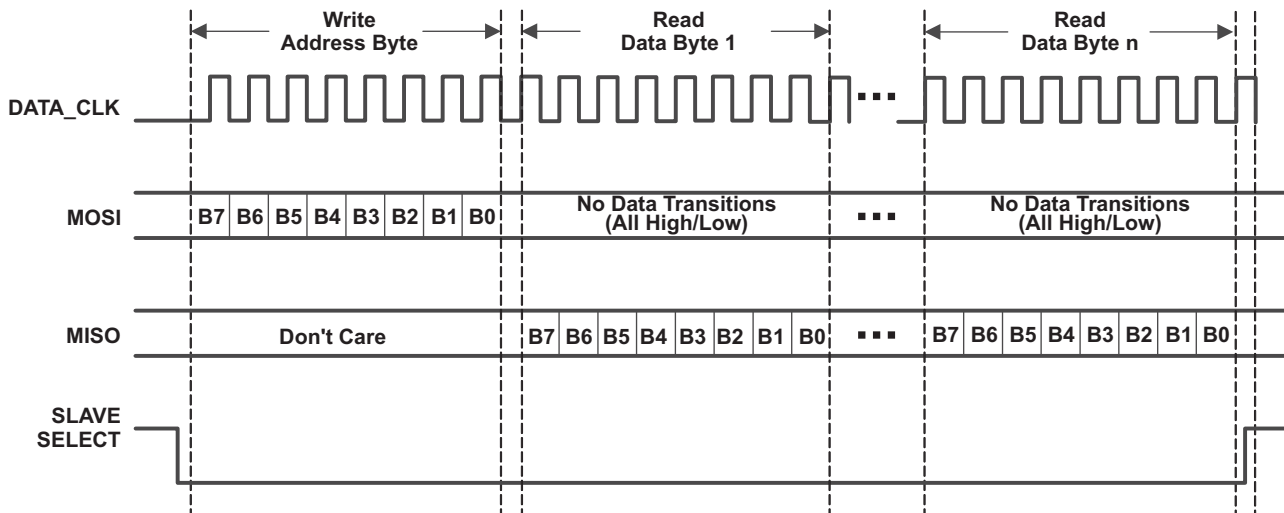 Write
Address Byte
Read
Data Byte 1
Read
Data Byte n
DATA_CLK
MOSI
B7 B6 B5 B4 B3 B2 B1 B0
No Data Transitions
(All High/Low)
No Data Transitions
(All High/Low)
MISO
Don't Care
B7 B6 B5 B4 B3 B2 B1 B0
B7 B6 B5 B4 B3 B2 B1 B0
SLAVE
SELECT